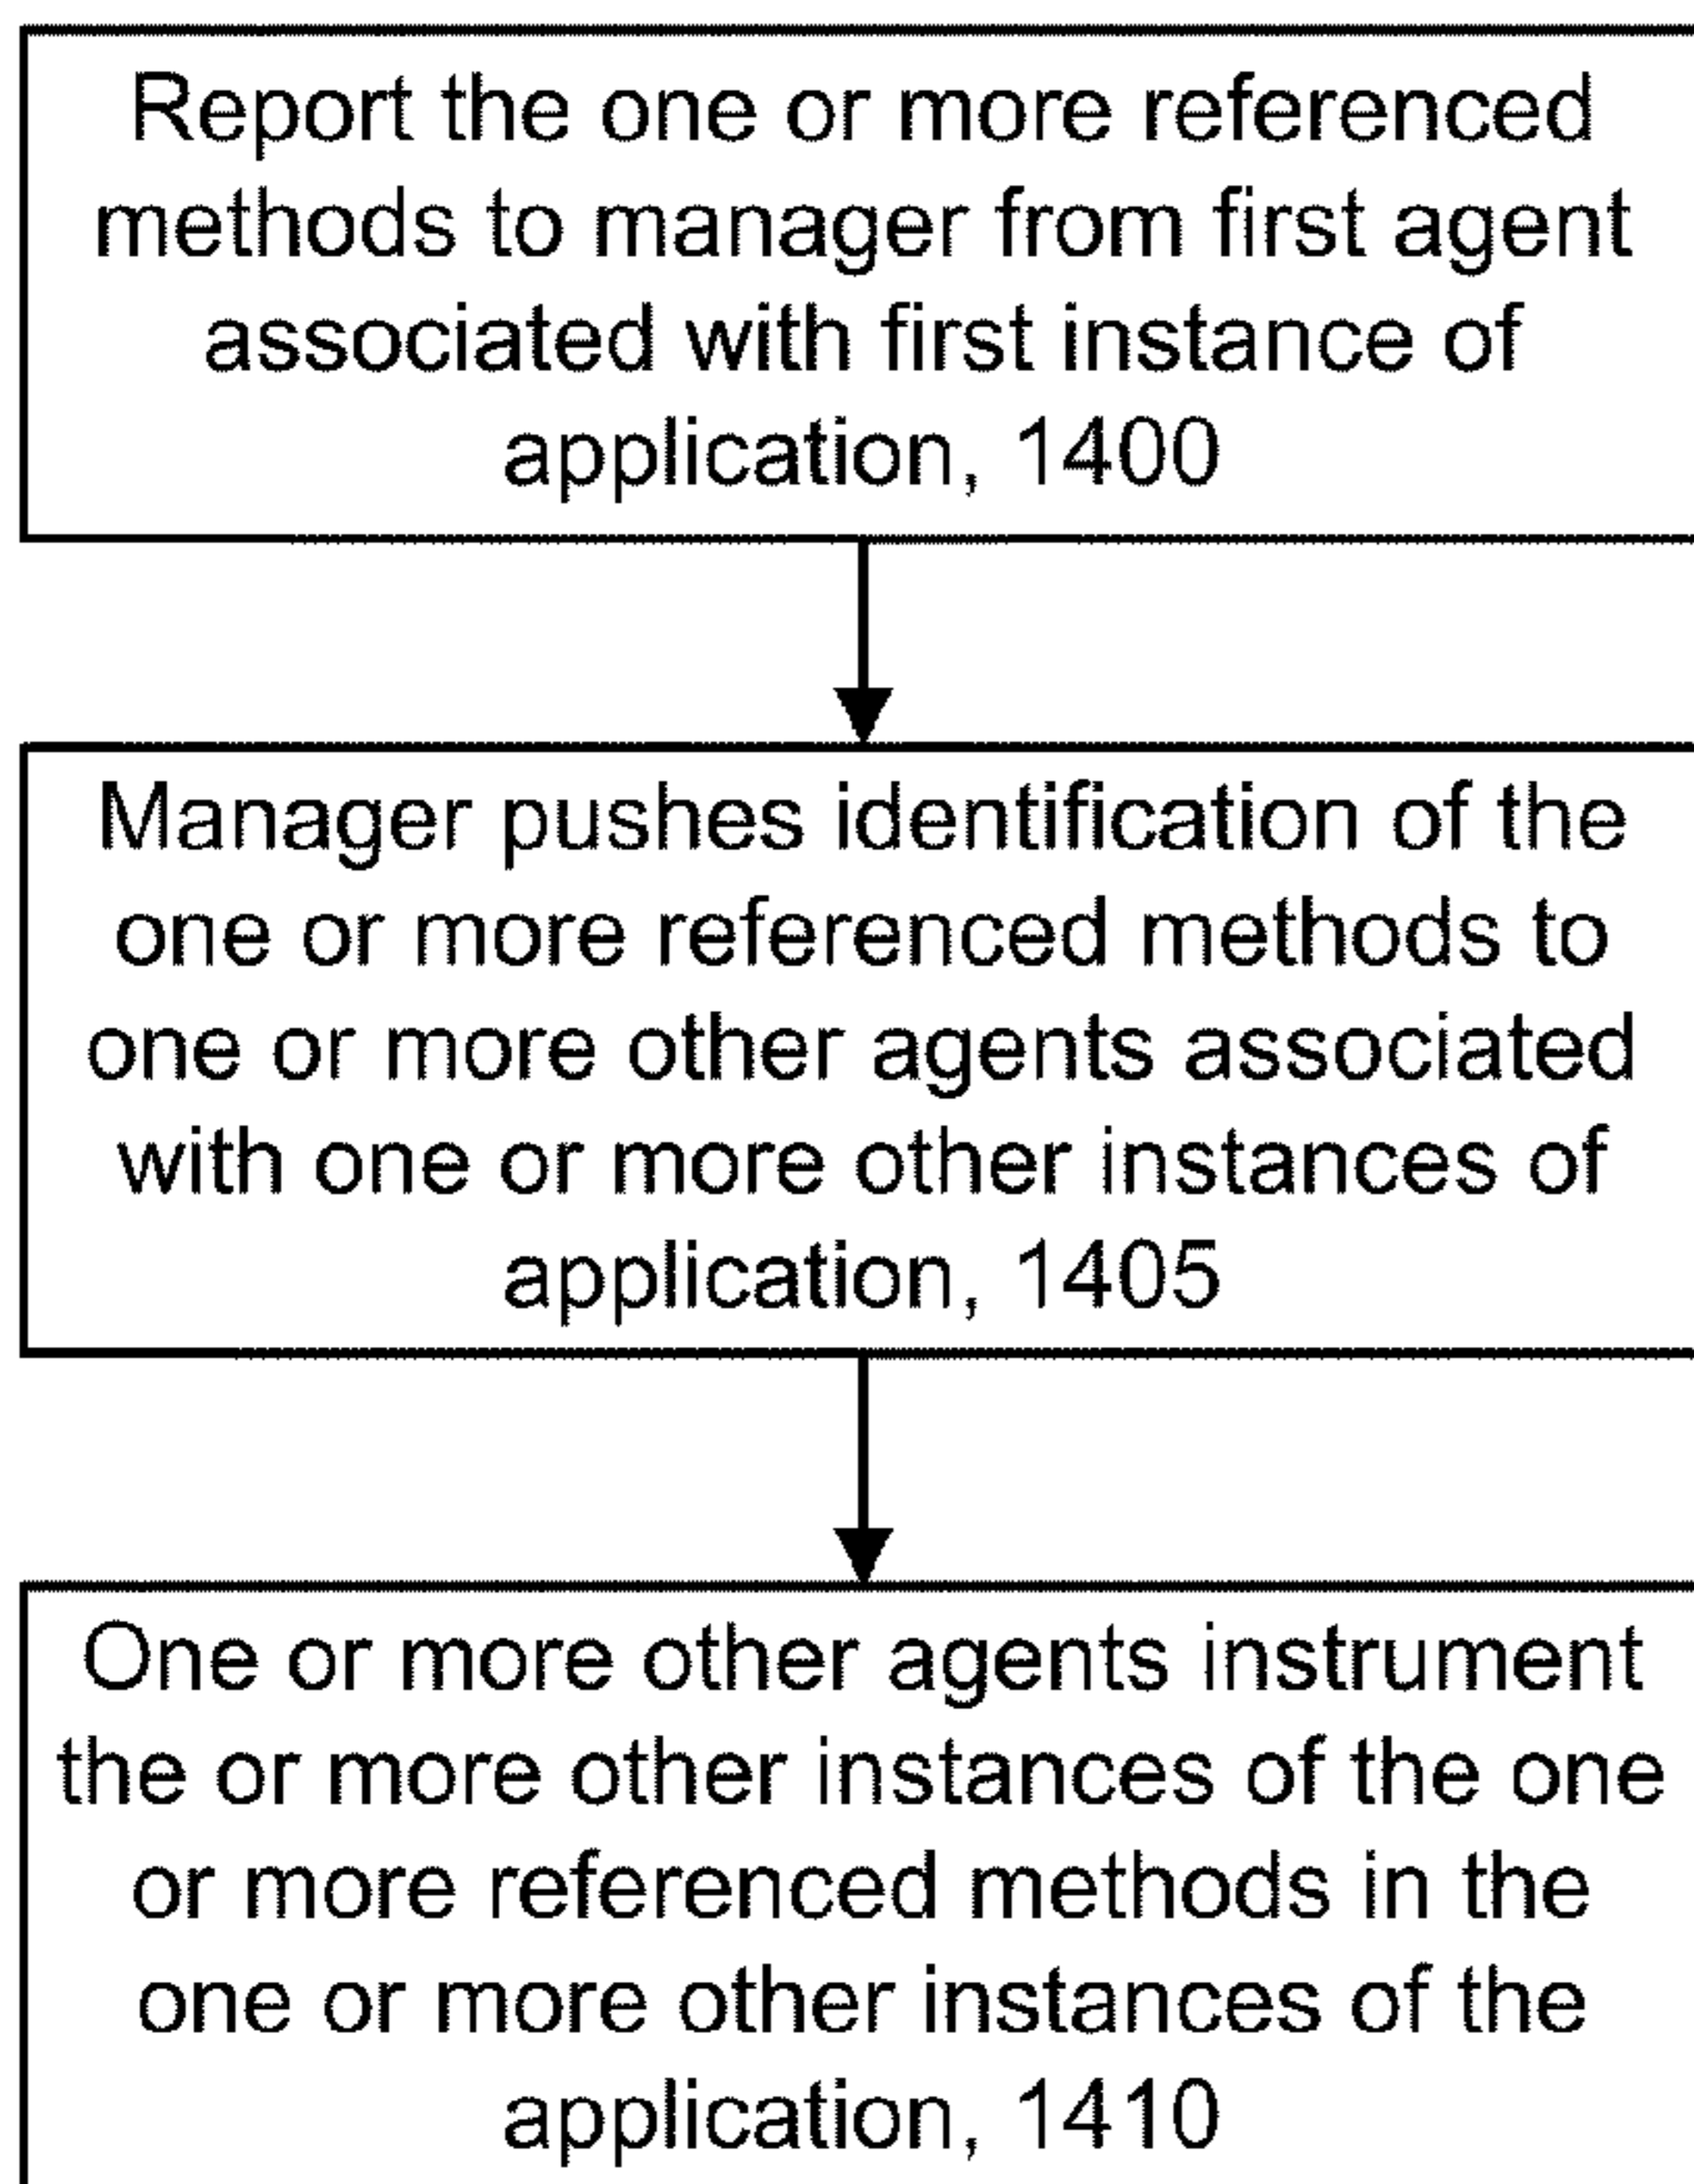 Report the one or more referenced
methods to manager from first agent
associated with first instance of
application, 1400
Manager pushes identification of the
one or more referenced methods to
one or more other agents associated
with one or more other instances of
application, 1405
One or more other agents instrument
the or more other instances of the one
or more referenced methods in the
one or more other instances of the
application, 1410